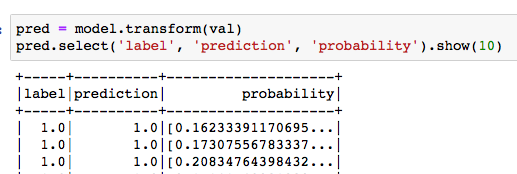 pred = model.transform(val)
pred.select('label', 'prediction', 'probability').show(10)
+-----+----------+--------------------+
|label|prediction|         probability|
+-----+----------+--------------------+
|  1.0|       1.0|[0.16233391170695...|
|  1.0|       1.0|[0.17307556783337...|
|  1.0|       1.0|[0.20834764398432...|